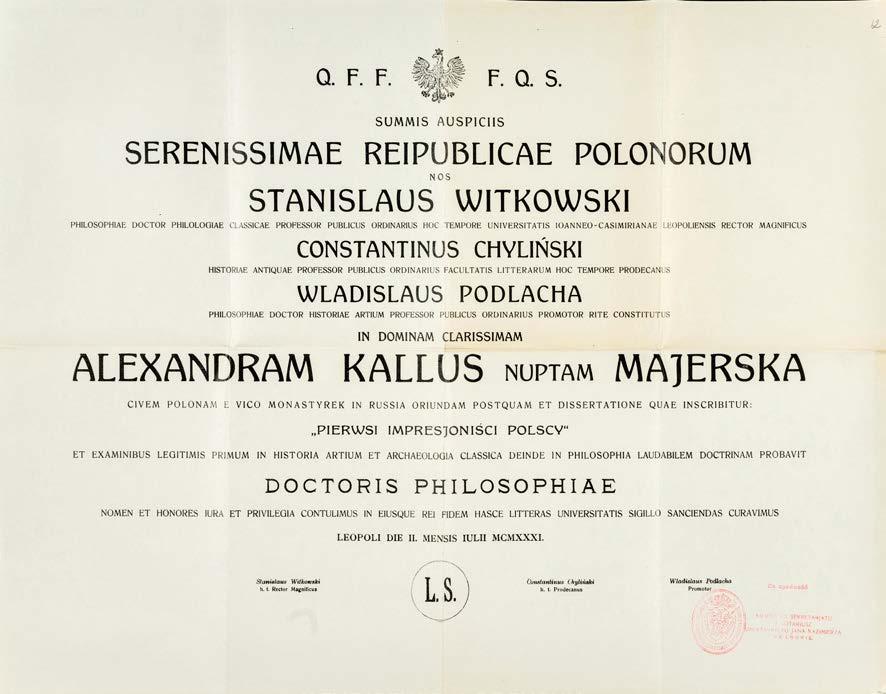 62
Q. F. F. F. Q. S.
SUMMIS AUSPICIIS
SERENISSIMAE REIPUBLICAE POLONORUM
NOS
STANISLAUS WITKOWSKI
PHILOSOPHIAE DOCTOR PHILOLOGIAE CLASSICAE PROFESSOR PUBLICUS ORDINARIUS HOC TEMPORE UNIVERSITATIS IOANNEO-CASIMIRIANAE LEOPOLIENSIS RECTOR MAGNIFICUS
CONSTANTINUS CHYLIŃSKI
HISTORIAE ANTIQUAE PROFESSOR PUBLICUS ORDINARIUS FACULTATIS LITTERARUM HOC TEMPORE PRODECANUS
WLADISLAUS PODLACHA
PHILOSOPHIAE DOCTOR HISTORIAE ARTIUM PROFESSOR PUBLICUS ORDINARIUS PROMOTOR RITE CONSTITUTUS
IN DOMINAM CLARISSIMAM
ALEXANDRAM KALLUS NUPTAM MAJERSKA
CIVEM POLONAM E VICO MONASTYREK IN RUSSIA ORIUNDAM POSTQUAM ET DISSERTATIONE QUAE INSCRIBITUR:
„PIERWSI IMPRESJONIŚCI POLSCY“
ET EXAMINIBUS LEGITIMIS PRIMUM IN HISTORIA ARTIUM ET ARCHAEOLOGIA CLASSICA DEINDE IN PHILOSOPHIA LAUDABILEM DOCTRINAM PROBAVIT
DOCTORIS PHILOSOPHIAE
NOMEN ET HONORES IURA ET PRIVILEGIA CONTULIMUS IN EIUSQUE REI FIDEM HASCE LITTERAS UNIVERSITATIS SIGILLO SANCIENDAS CURAVIMUS
LEOPOLI DIE II. MENSIS IULII MCMXXXI.
Stanislaus Witkowski
h. t. Rector Magnificus
L. S.
Constantinus Chyliński
h. t. Prodecanus
Wladislaus Podlacha
Promotor
Za zgodność
SEKRETARIATU
JANA KAZIMIERZA